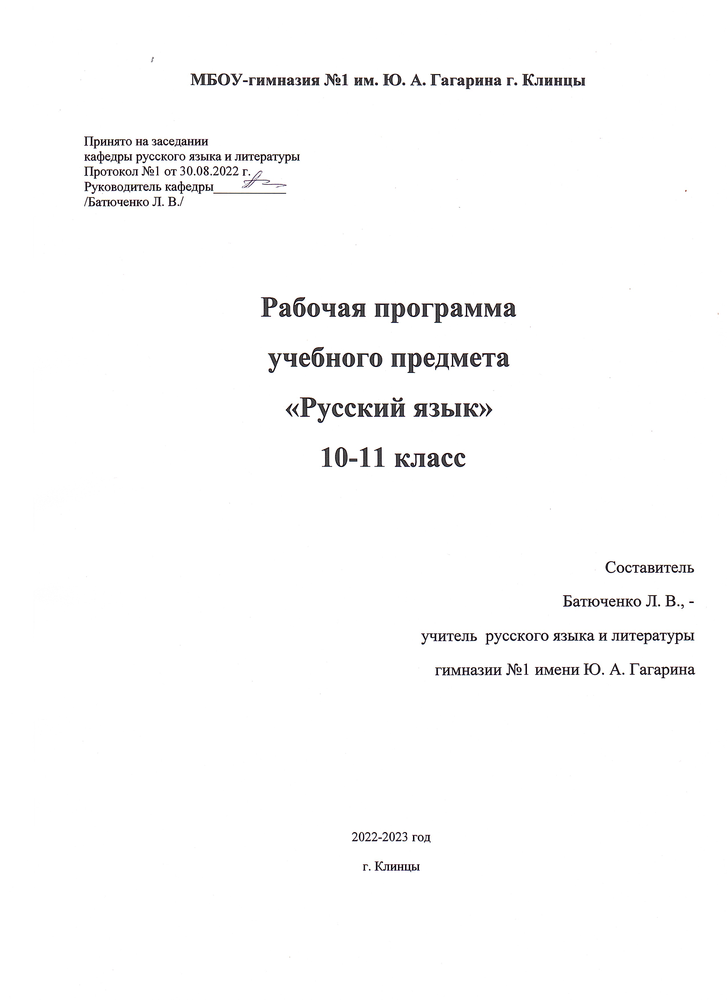 МБОУ-гимназия №1 им. Ю. А. Гагарина г. Клинцы
Принято на заседании
кафедры русского языка и литературы
Протокол №1 от 30.08.2022 г.
Руководитель кафедры___________
/Батюченко Л. В./
Рабочая программа
учебного предмета
«Русский язык»
10-11 класс
Составитель
Батюченко Л. В., -
учитель  русского языка и литературы
гимназии №1 имени Ю. А. Гагарина
2022-2023 год
г. Клинцы